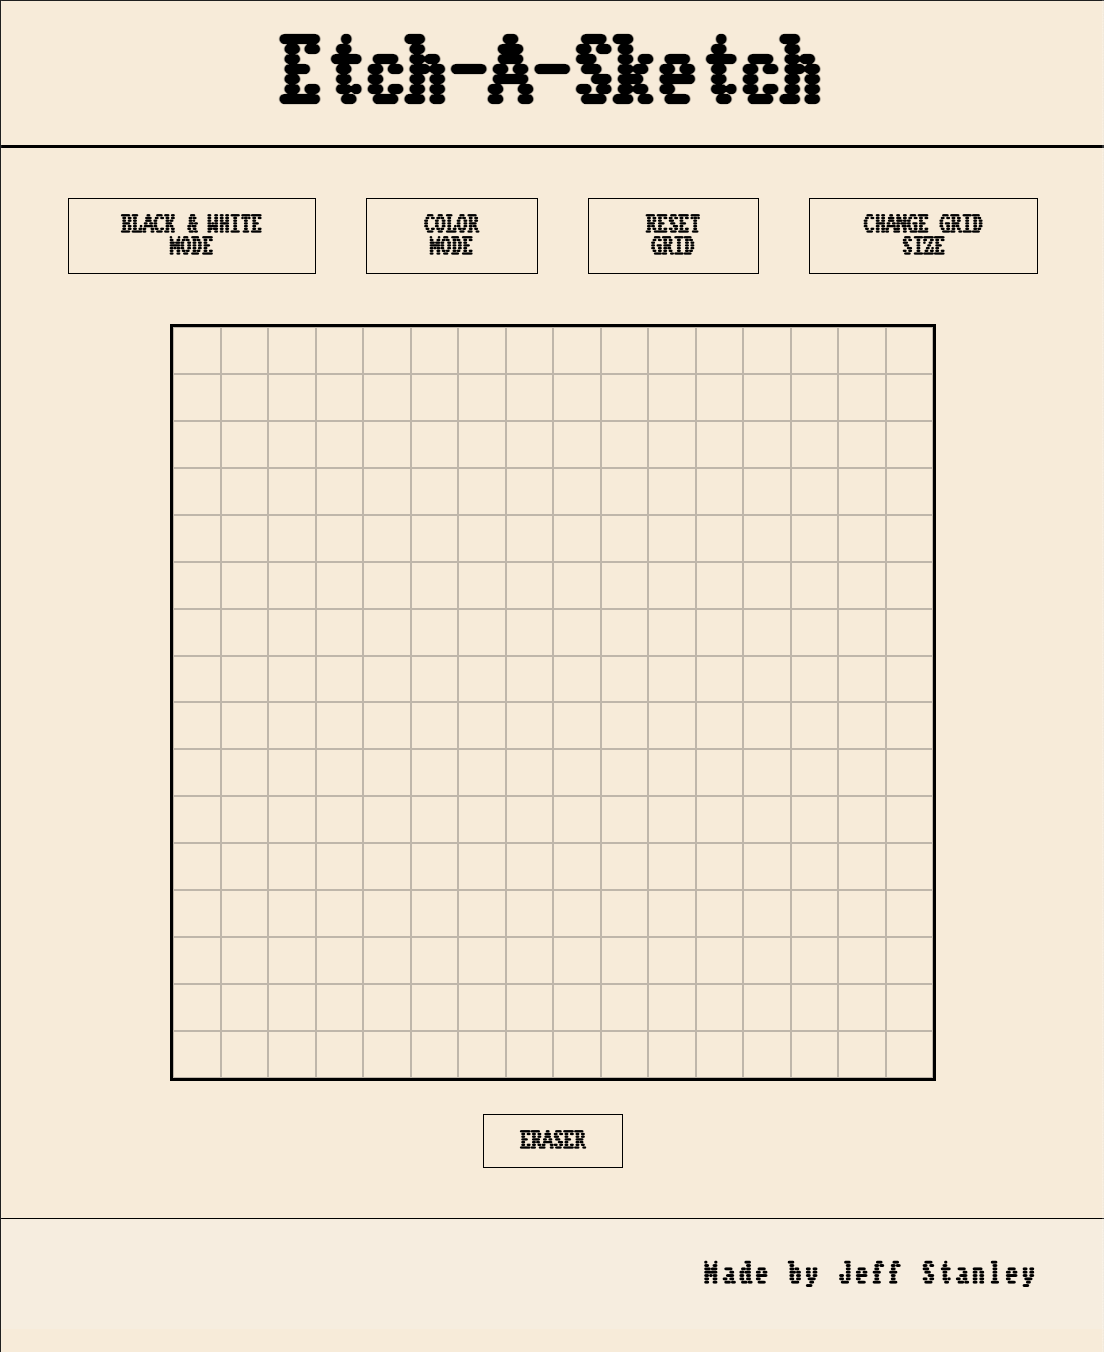 Etch-A-Sketch
BLACK & WHITE
MODE
COLOR
MODE
RESET
GRID
CHANGE GRID
SIZE
ERASER
Made by Jeff Stanley